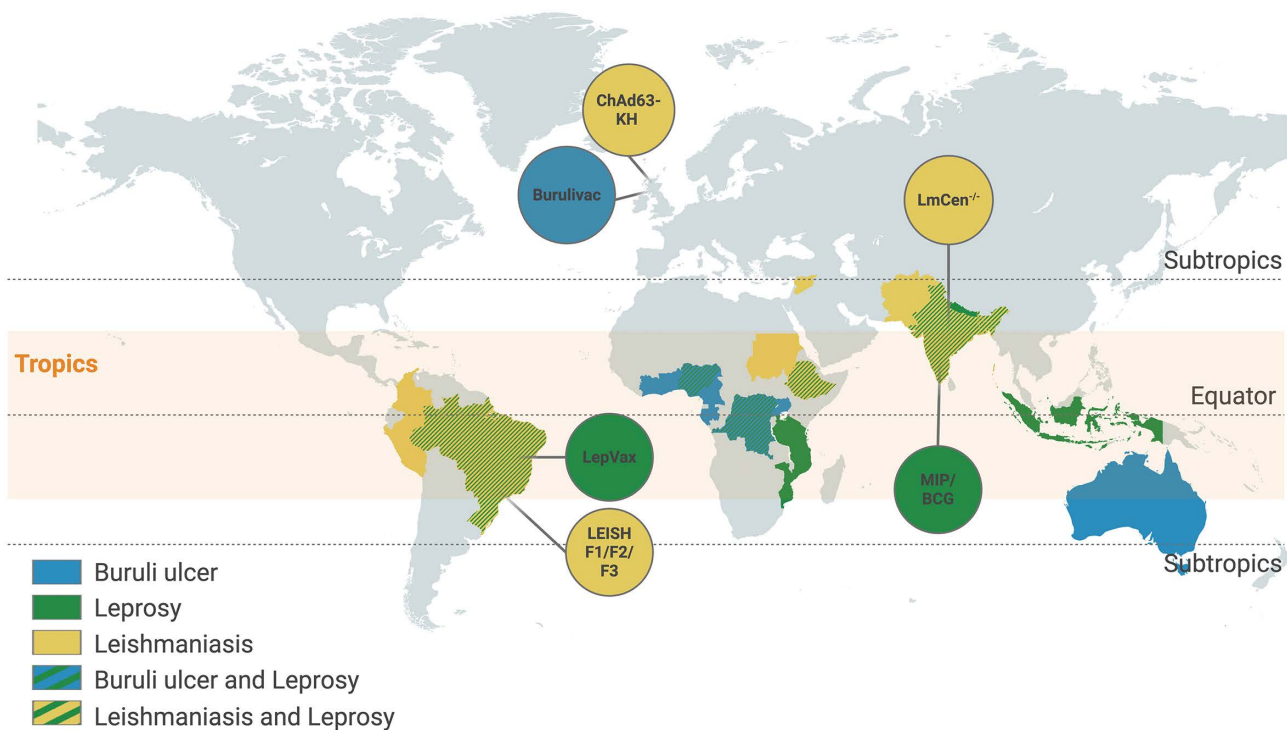 ChAd63-
KH
Burulivac
LmCen-/-
Subtropics
Tropics
Equator
LepVax
MIP/
BCG
LEISH
F1/F2/
F3
Subtropics
Buruli ulcer
Leprosy
Leishmaniasis
Buruli ulcer and Leprosy
Leishmaniasis and Leprosy